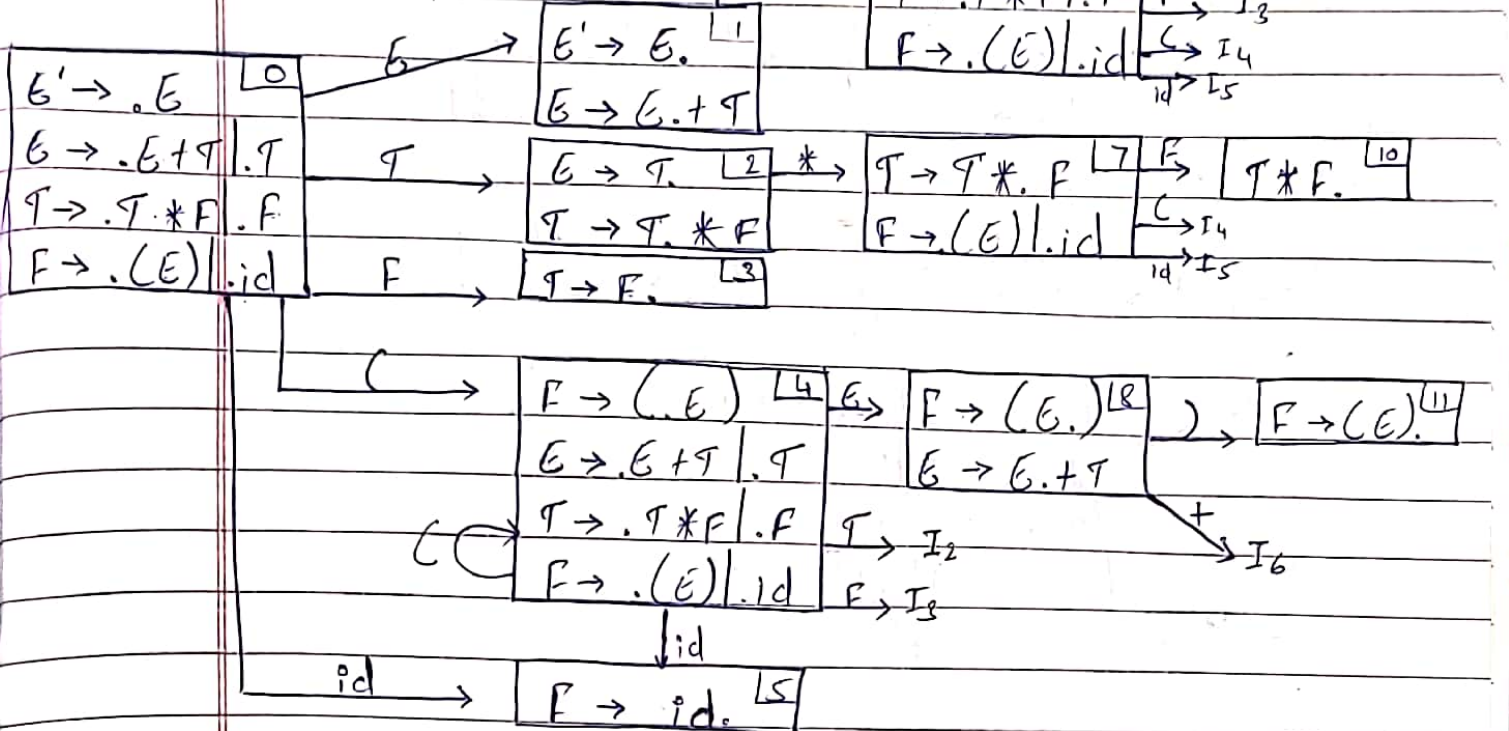 I3
F → .(E)|.id ( → I4
id → I5
E' → .E 0
E → .E+T|.T
T → .T*F|.F
F → .(E)|.id
E
E' → E. 1
E → E.+T
T
E → T. 2
T → T.*F
*
T → T*.F 7
F → .(E)|.id
F
T*F. 10
( → I4
id → I5
F
T → F. 3
(
F → (.E) 4
E → .E+T|.T
T → .T*F|.F
F → .(E)|.id
(
E
F → (E.) 8
E → E.+T
)
F → (E). 11
+ → I6
T → I2
F → I3
id
id
F → id. 5